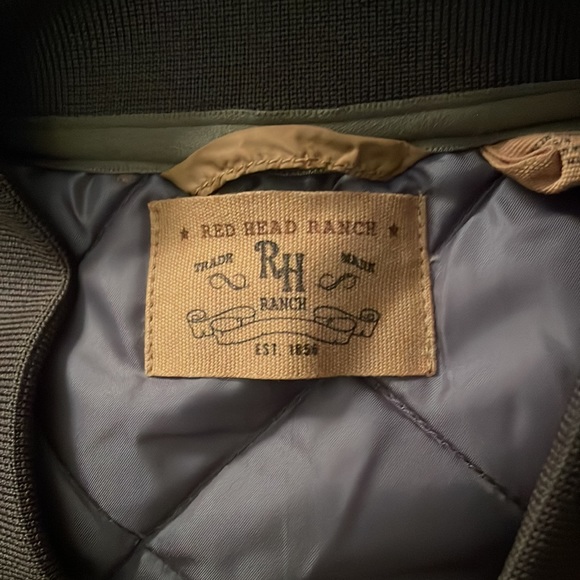 ★ RED HEAD RANCH ★
TRADE RH MARK
RANCH
EST. 1856